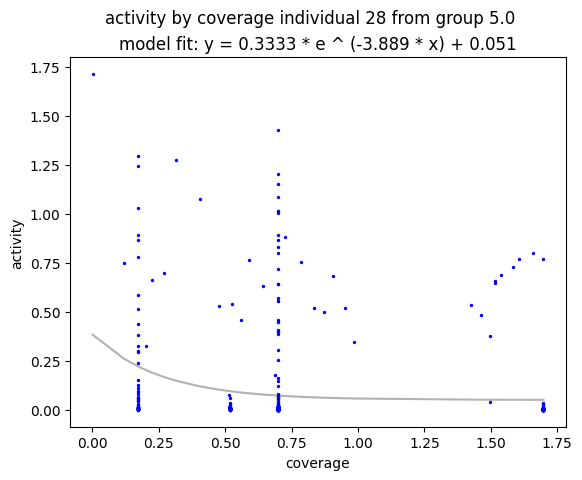 activity by coverage individual 28 from group 5.0
model fit: y = 0.3333 * e ^ (-3.889 * x) + 0.051
1.75
1.50
1.25
1.00
0.75
0.50
0.25
0.00
activity
0.00 0.25 0.50 0.75 1.00 1.25 1.50 1.75
coverage